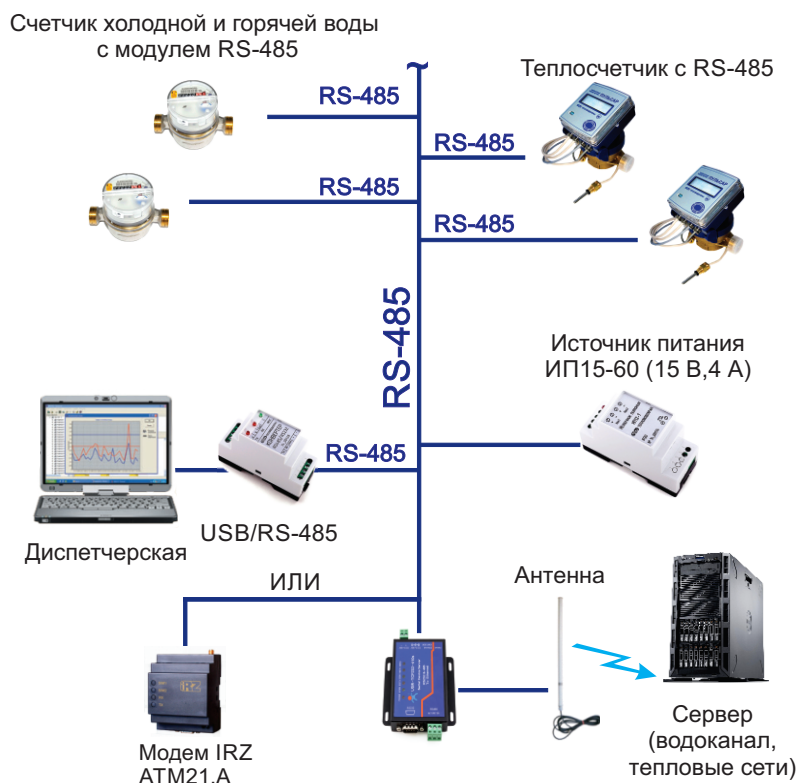 Счетчик холодной и горячей воды
с модулем RS-485
Теплосчетчик с RS-485
RS-485
RS-485
RS-485
RS-485
RS-485
Источник питания
ИП15-60 (15 В,4 А)
RS-485
USB/RS-485
Диспетчерская
ИЛИ
Антенна
IRZ
Модем IRZ
ATM21.A
Сервер
(водоканал,
тепловые сети)